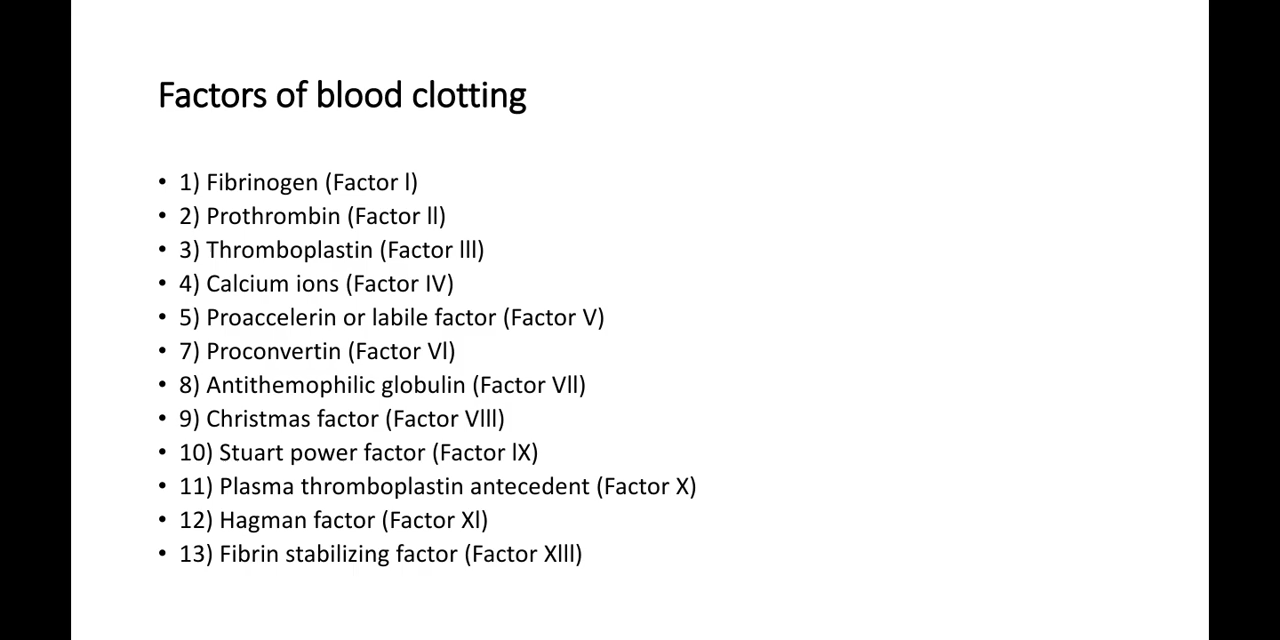 Factors of blood clotting
• 1) Fibrinogen (Factor l)
• 2) Prothrombin (Factor ll)
• 3) Thromboplastin (Factor lll)
• 4) Calcium ions (Factor IV)
• 5) Proaccelerin or labile factor (Factor V)
• 7) Proconvertin (Factor Vl)
• 8) Antithemophilic globulin (Factor Vll)
• 9) Christmas factor (Factor Vlll)
• 10) Stuart power factor (Factor lX)
• 11) Plasma thromboplastin antecedent (Factor X)
• 12) Hagman factor (Factor Xl)
• 13) Fibrin stabilizing factor (Factor Xlll)